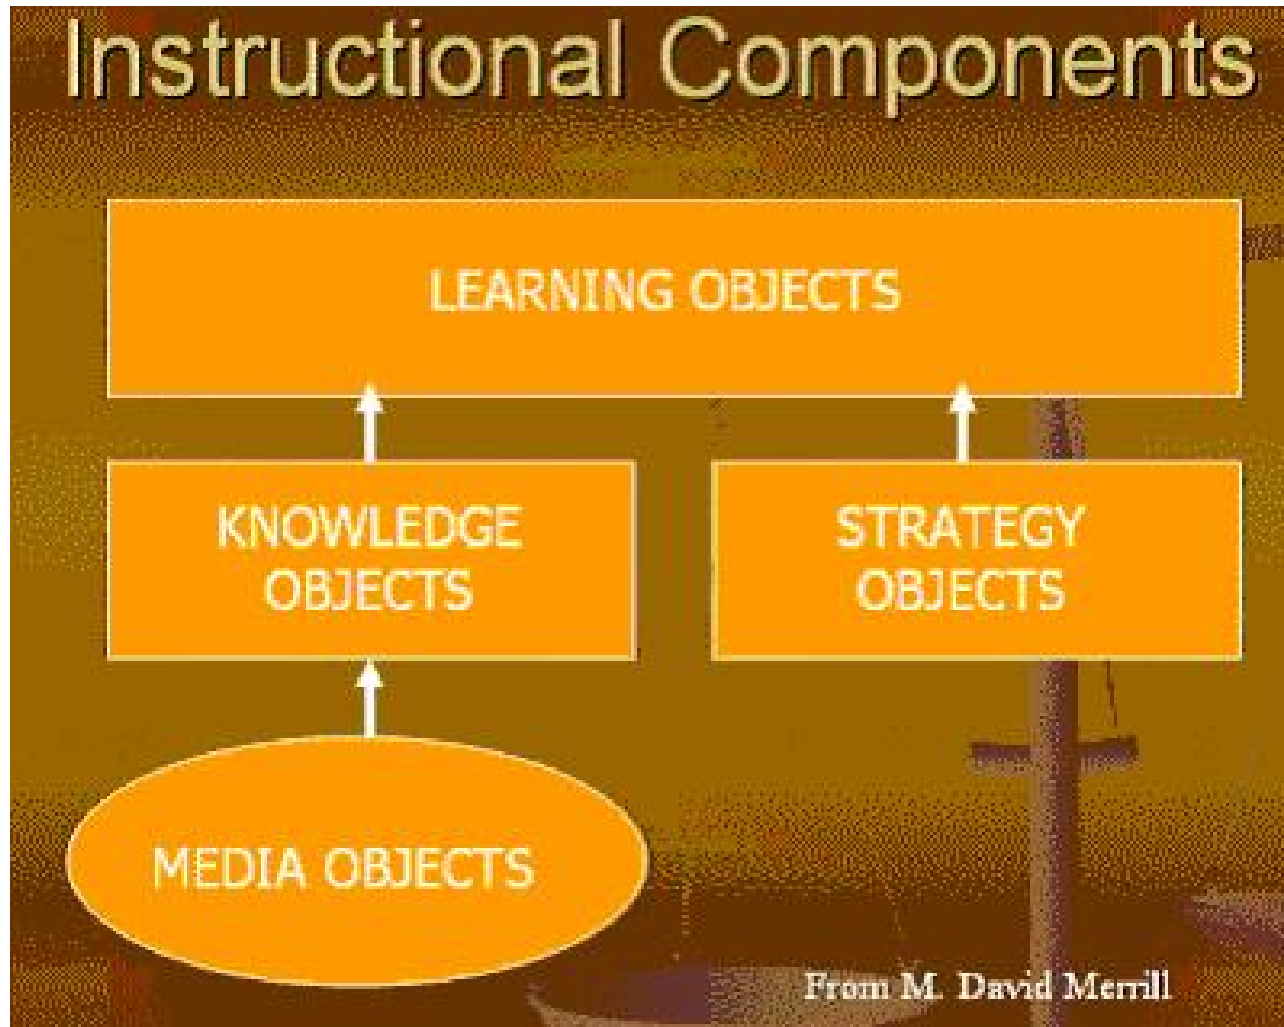 Instructional Components
LEARNING OBJECTS
KNOWLEDGE
OBJECTS
STRATEGY
OBJECTS
MEDIA OBJECTS
From M. David Merrill